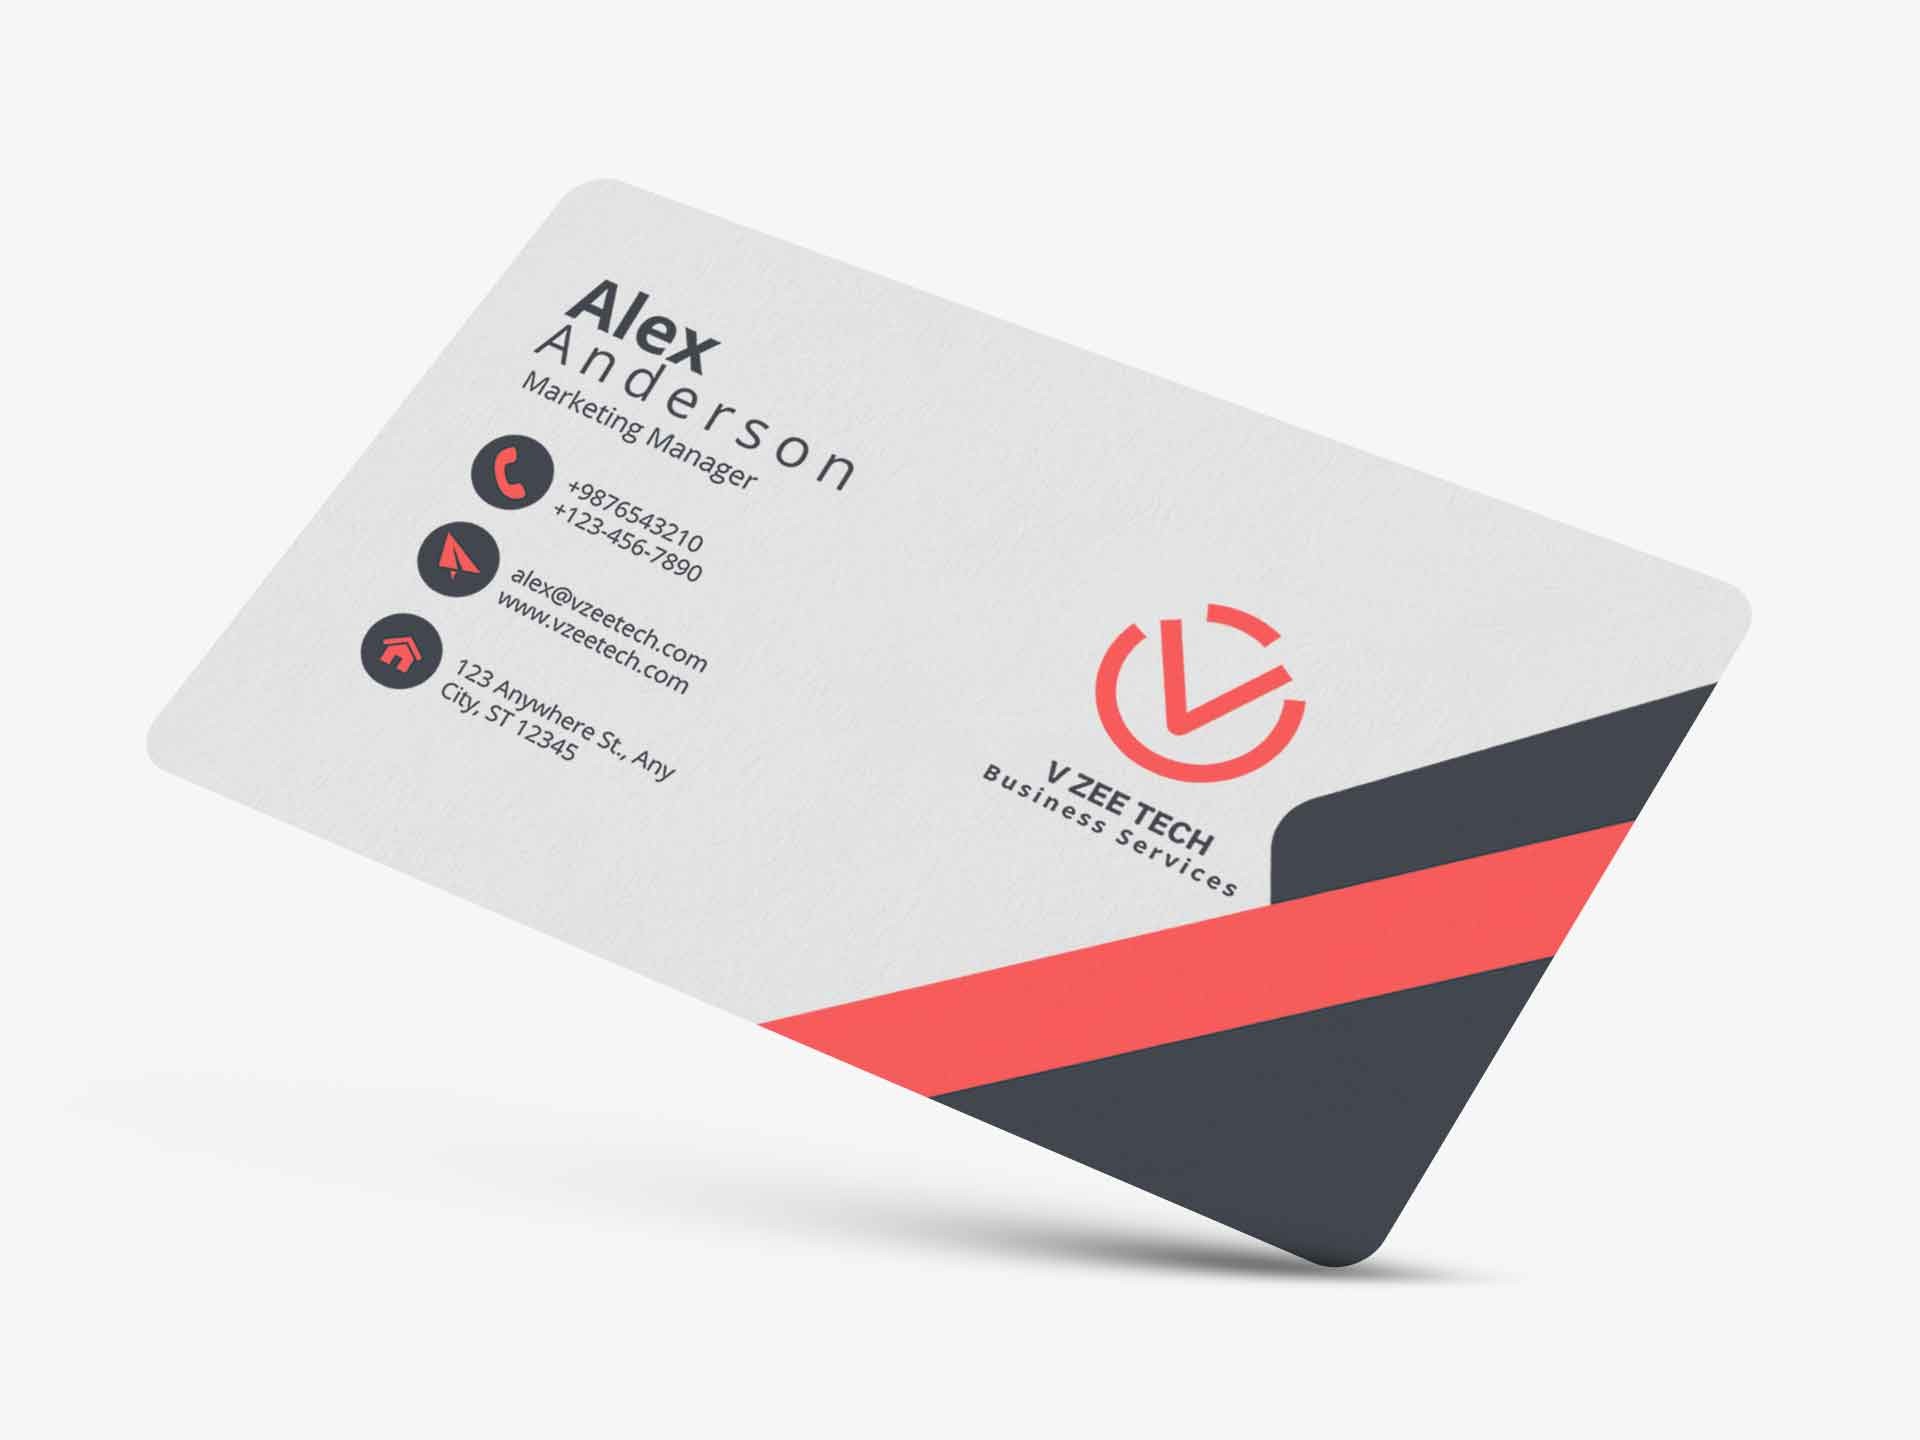 Alex
Anderson
Marketing Manager
+9876543210
+123-456-7890
alex@vzeetech.com
www.vzeetech.com
123 Anywhere St., Any
City, ST 12345
V ZEE TECH
Business Services